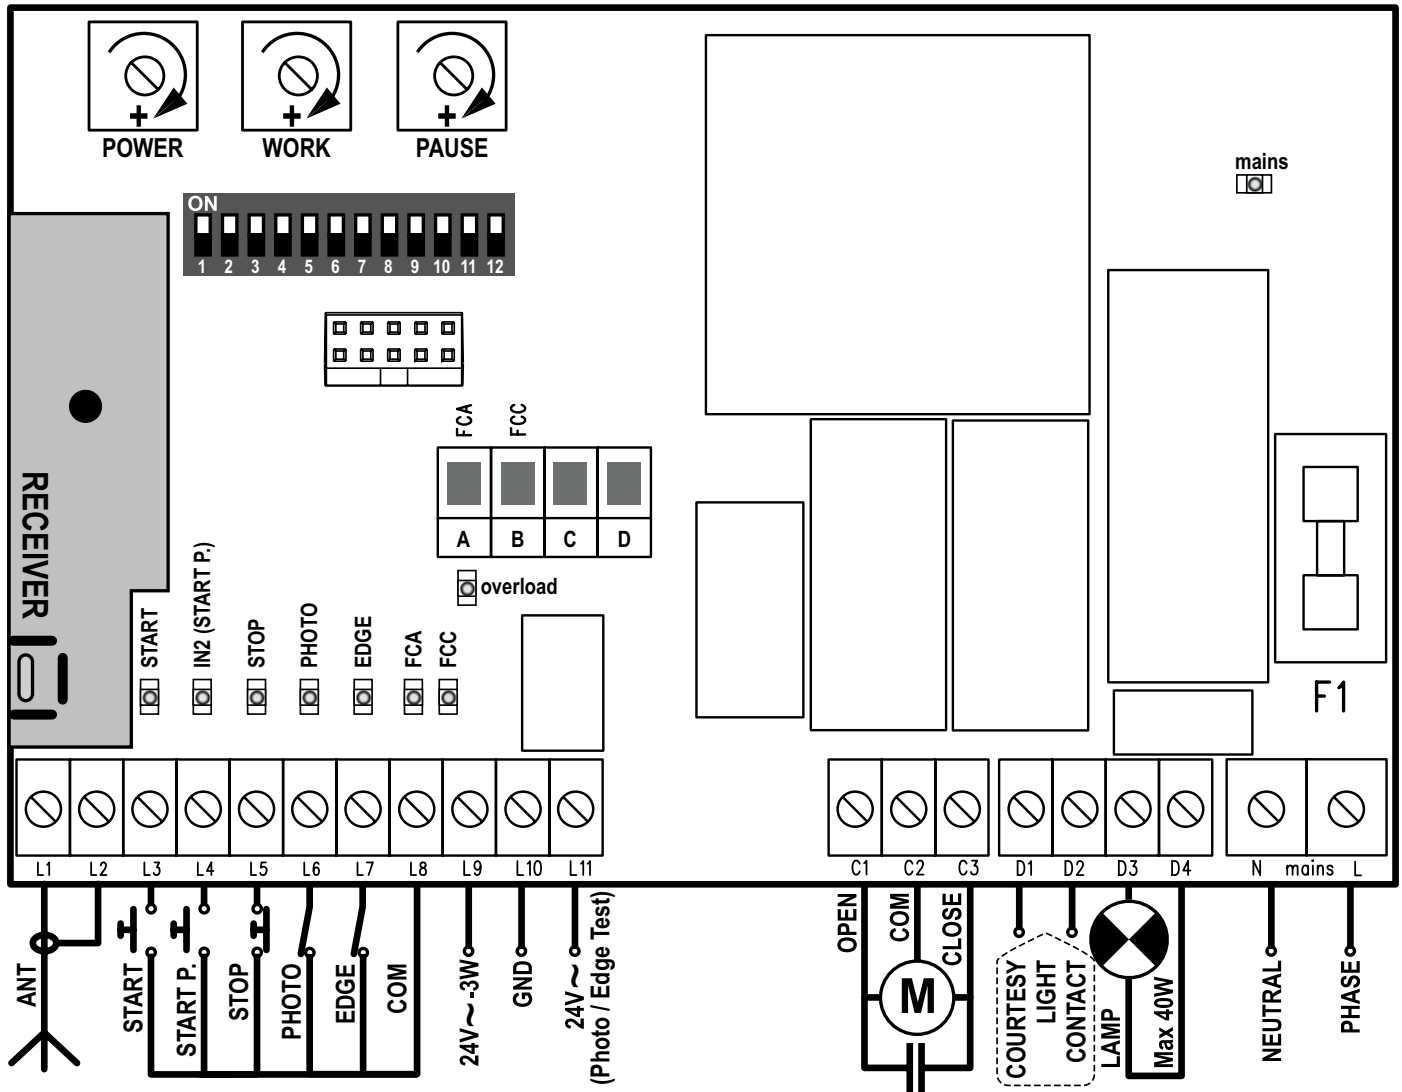 POWER
WORK
PAUSE
mains
ON
1 2 3 4 5 6 7 8 9 10 11 12
FCA
FCC
A
B
C
D
overload
RECEIVER
START
IN2 (START P.)
STOP
PHOTO
EDGE
FCA
FCC
F1
L1
L2
L3
L4
L5
L6
L7
L8
L9
L10
L11
C1
C2
C3
D1
D2
D3
D4
N
mains
L
ANT
START
START P.
STOP
PHOTO
EDGE
COM
24V~-3W
GND
24V~
(Photo / Edge Test)
OPEN
COM
CLOSE
M
COURTESY
LIGHT
CONTACT
LAMP
Max 40W
NEUTRAL
PHASE